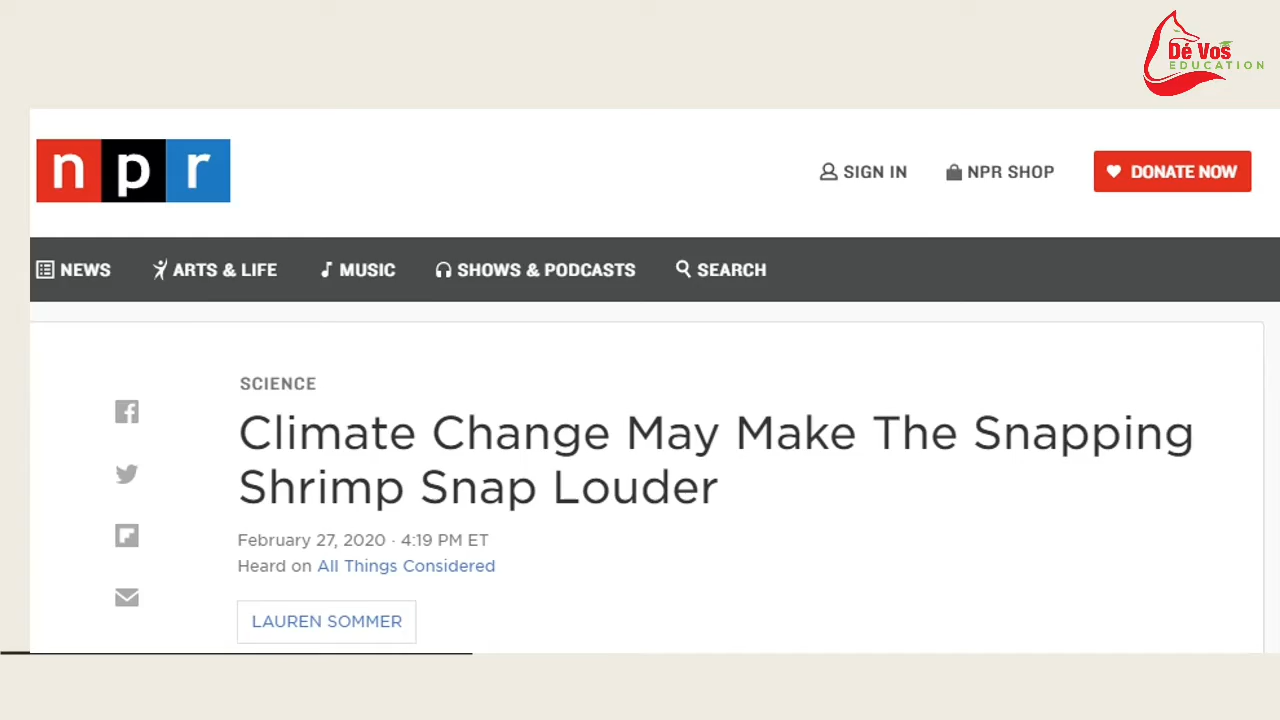 Dé Vos
EDUCATION
npr
SIGN IN
NPR SHOP
DONATE NOW
NEWS
ARTS & LIFE
MUSIC
SHOWS & PODCASTS
SEARCH
SCIENCE
Climate Change May Make The Snapping
Shrimp Snap Louder
February 27, 2020 · 4:19 PM ET
Heard on All Things Considered
LAUREN SOMMER